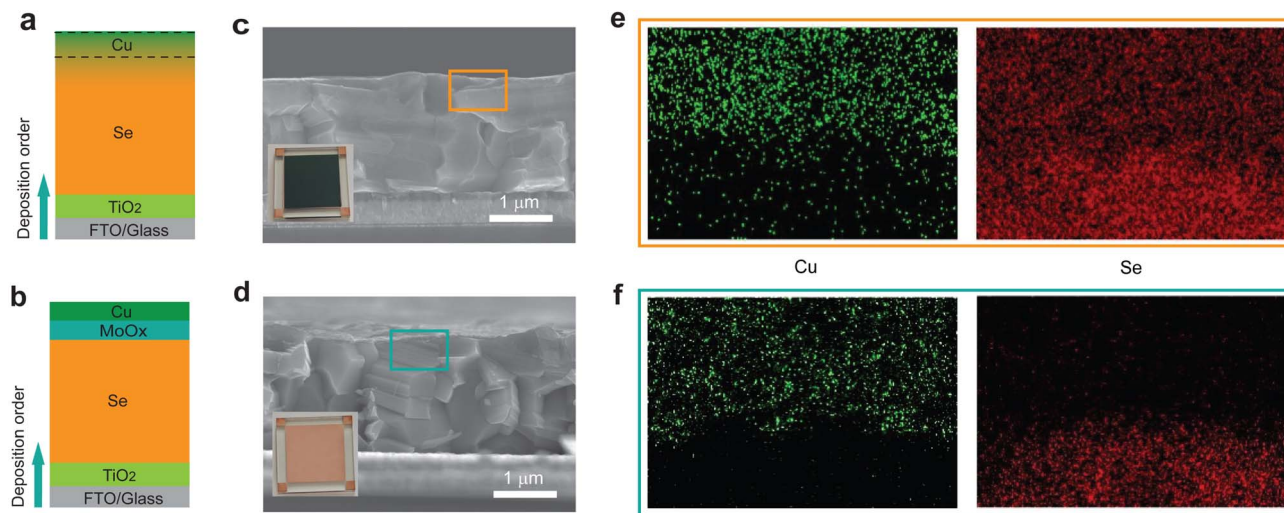 a
Cu
Se
TiO2
FTO/Glass
Deposition order
b
Cu
MoOx
Se
TiO2
FTO/Glass
Deposition order
c
1 μm
d
1 μm
e
Cu
Se
f